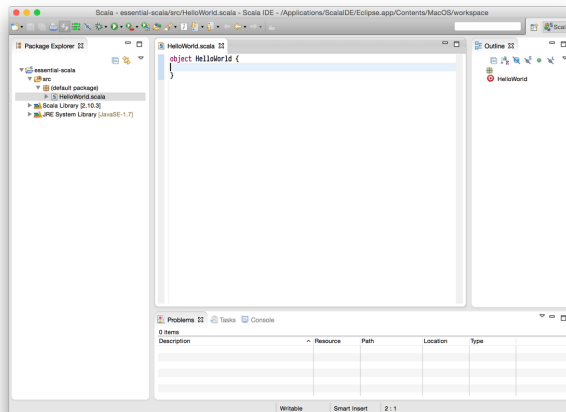 Scala - essential-scala/src/HelloWorld.scala - Scala IDE - /Applications/ScalaIDE/Eclipse.app/Contents/MacOS/workspace
Scala
Package Explorer
essential-scala
src
(default package)
HelloWorld.scala
Scala Library [2.10.3]
JRE System Library [JavaSE-1.7]
HelloWorld.scala
object HelloWorld {
}
Outline
HelloWorld
Problems Tasks Console
0 items
Description Resource Path Location Type
Writable Smart Insert 2 : 1